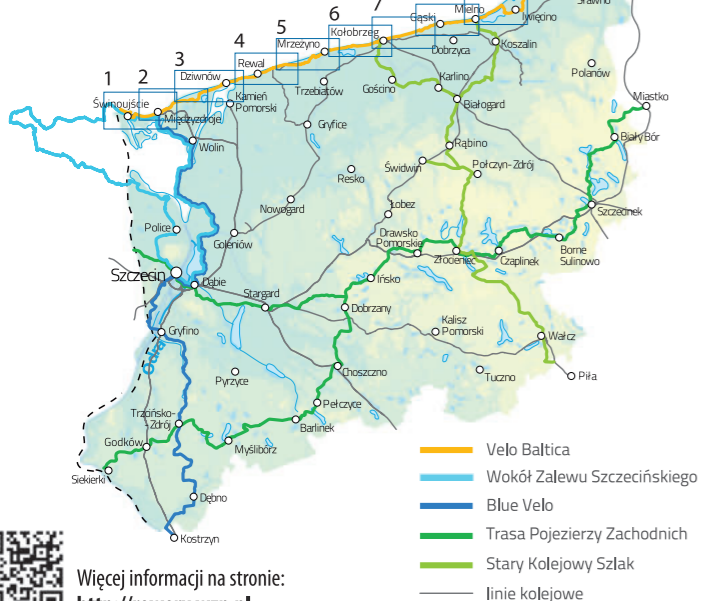 Sławno
Mielno
Iwięcino
Gąski
7
6
Kołobrzeg
5
Mrzeżyno
Dobrzyca
Koszalin
4
Rewal
3
Dziwnów
Trzebiatów
Gościno
Karlino
Polanów
Miastko
1
2
Świnoujście
Międzyzdroje
Kamień
Pomorski
Gryfice
Białogard
Biały Bór
Wolin
Rąbino
Świdwin
Połczyn-Zdrój
Resko
Nowogard
Łobez
Szczecinek
Police
Goleniów
Drawsko
Pomorskie
Złocieniec
Czaplinek
Borne
Sulinowo
Szczecin
Dąbie
Stargard
Ińsko
Dobrzany
Kalisz
Pomorski
Gryfino
Odra
Wałcz
Piła
Tuczno
Pyrzyce
Choszczno
Pełczyce
Trzcińsko-
-Zdrój
Barlinek
Godków
Myślibórz
Siekierki
Dębno
Kostrzyn
Velo Baltica
Wokół Zalewu Szczecińskiego
Blue Velo
Trasa Pojezierzy Zachodnich
Stary Kolejowy Szlak
linie kolejowe
Więcej informacji na stronie: